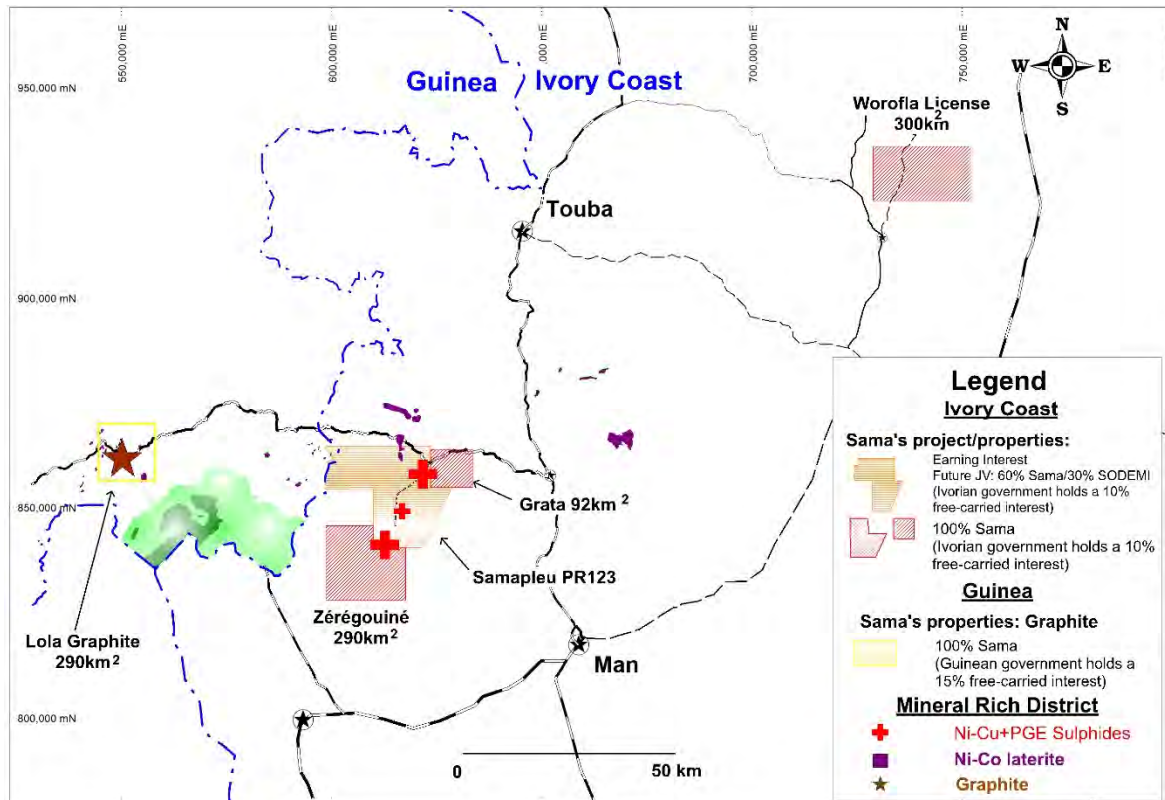 550,000 mE
600,000 mE
,000 mE
700,000 mE
750,000 mE
N
W
E
S
950,000 mN
900,000 mN
850,000 mN
800,000 mN
Guinea
Ivory Coast
Worofla License
300km²
Touba
Grata 92km²
Samapleu PR123
Zérégouiné
290km²
Lola Graphite
290km²
Man
0
50 km
Legend
Ivory Coast
Sama's project/properties:
Earning Interest
Future JV: 60% Sama/30% SODEMI
(Ivorian government holds a 10%
free-carried interest)
100% Sama
(Ivorian government holds a 10%
free-carried interest)
Guinea
Sama's properties: Graphite
100% Sama
(Guinean government holds a
15% free-carried interest)
Mineral Rich District
Ni-Cu+PGE Sulphides
Ni-Co laterite
Graphite